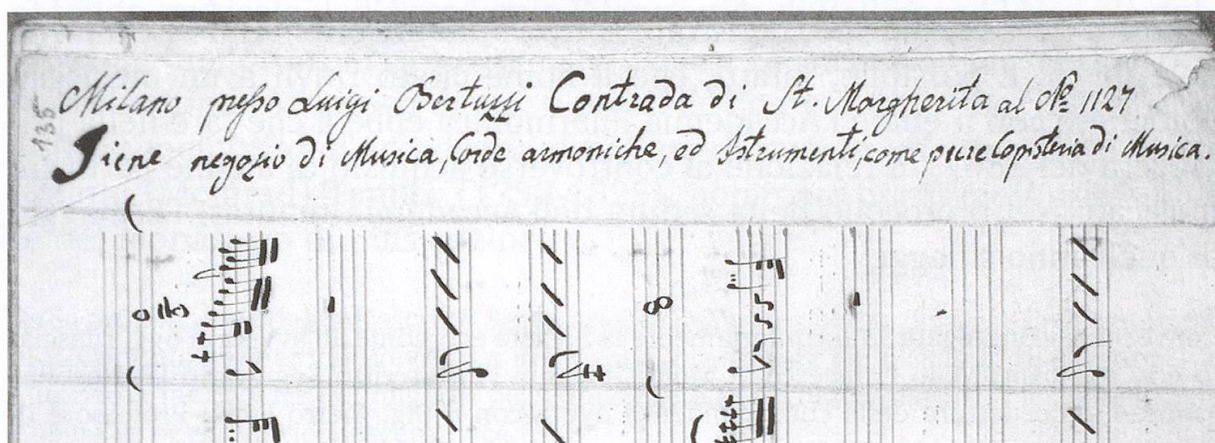 Milano presso Luigi Bertuzzi Contrada di St. Margherita al No. 1127
Tiene negozio di Musica, Corde armoniche, ed Istrumenti, come pure Copisteria di Musica.
135